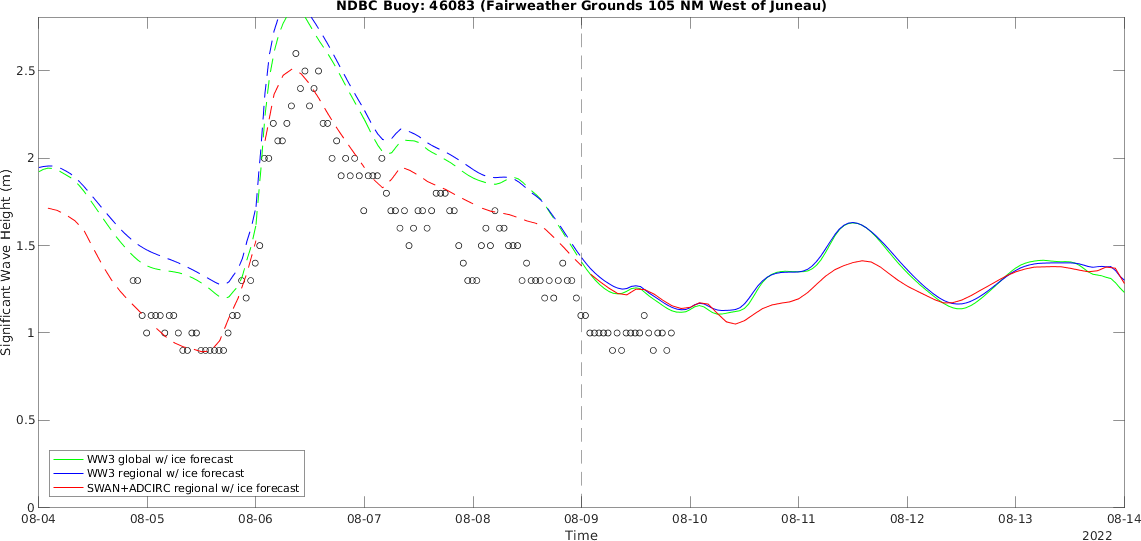 NDBC Buoy: 46083 (Fairweather Grounds 105 NM West of Juneau)
Significant Wave Height (m)
2.5
2
1.5
1
0.5
0
WW3 global w/ ice forecast
WW3 regional w/ ice forecast
SWAN+ADCIRC regional w/ ice forecast
08-04 08-05 08-06 08-07 08-08 08-09 08-10 08-11 08-12 08-13 08-14
Time
2022